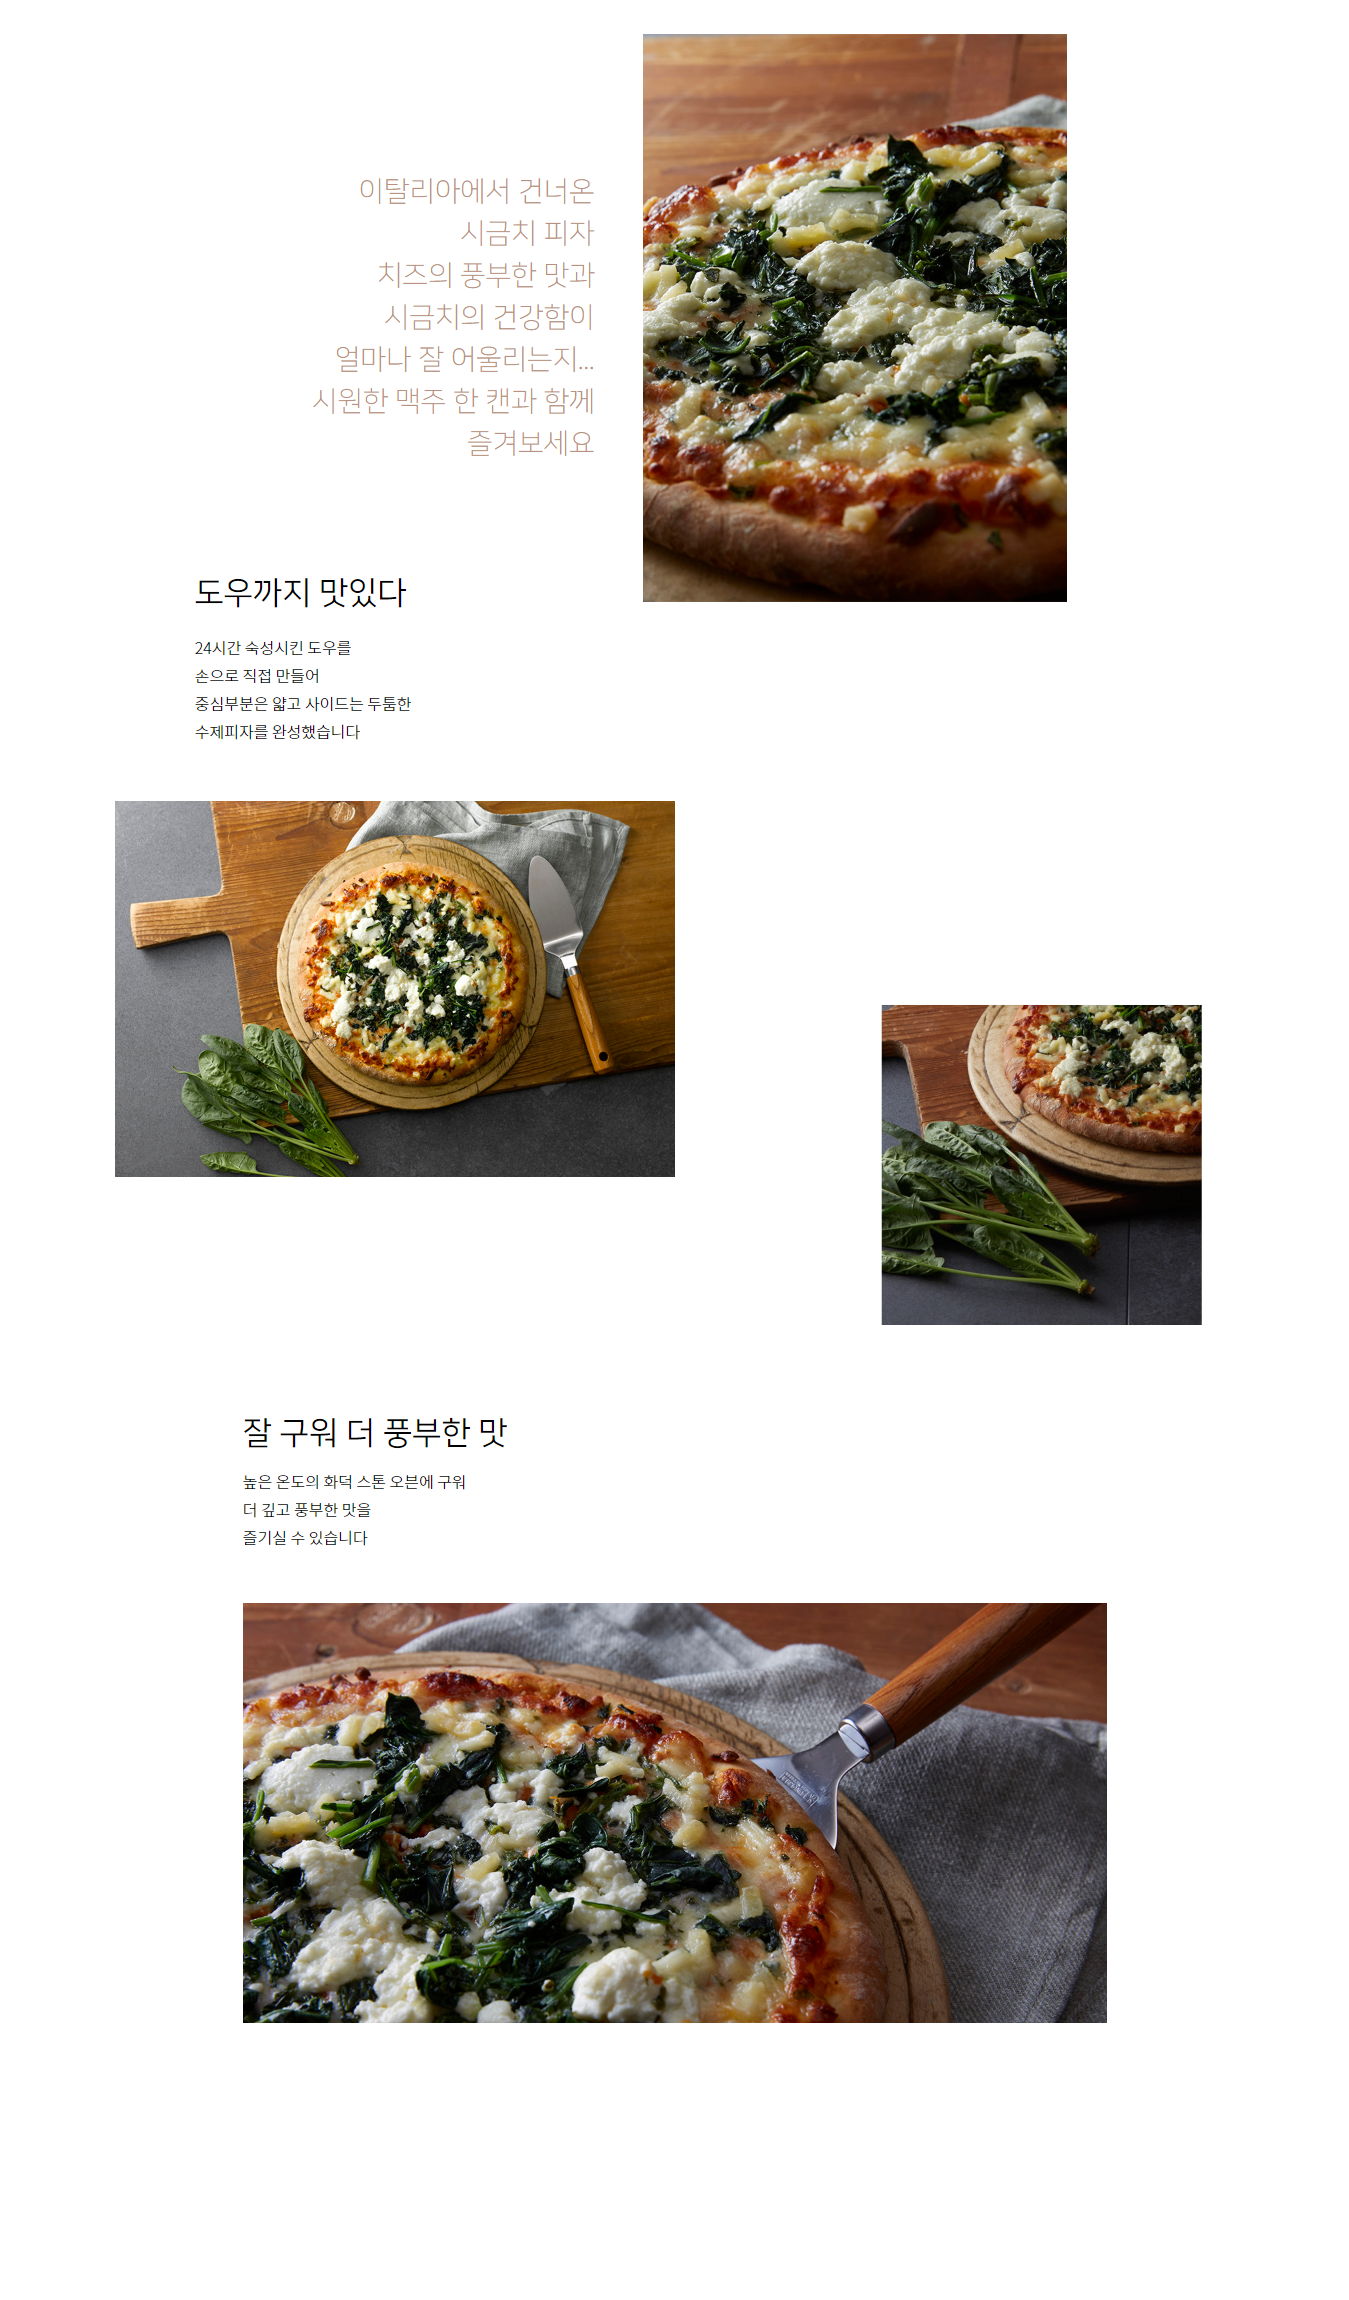 이탈리아에서 건너온
시금치 피자
치즈의 풍부한 맛과
시금치의 건강함이
얼마나 잘 어울리는지...
시원한 맥주 한 캔과 함께
즐겨보세요
도우까지 맛있다
24시간 숙성시킨 도우를
손으로 직접 만들어
중심부분은 얇고 사이드는 두툼한
수제피자를 완성했습니다
잘 구워 더 풍부한 맛
높은 온도의 화덕 스톤 오븐에 구워
더 깊고 풍부한 맛을
즐기실 수 있습니다